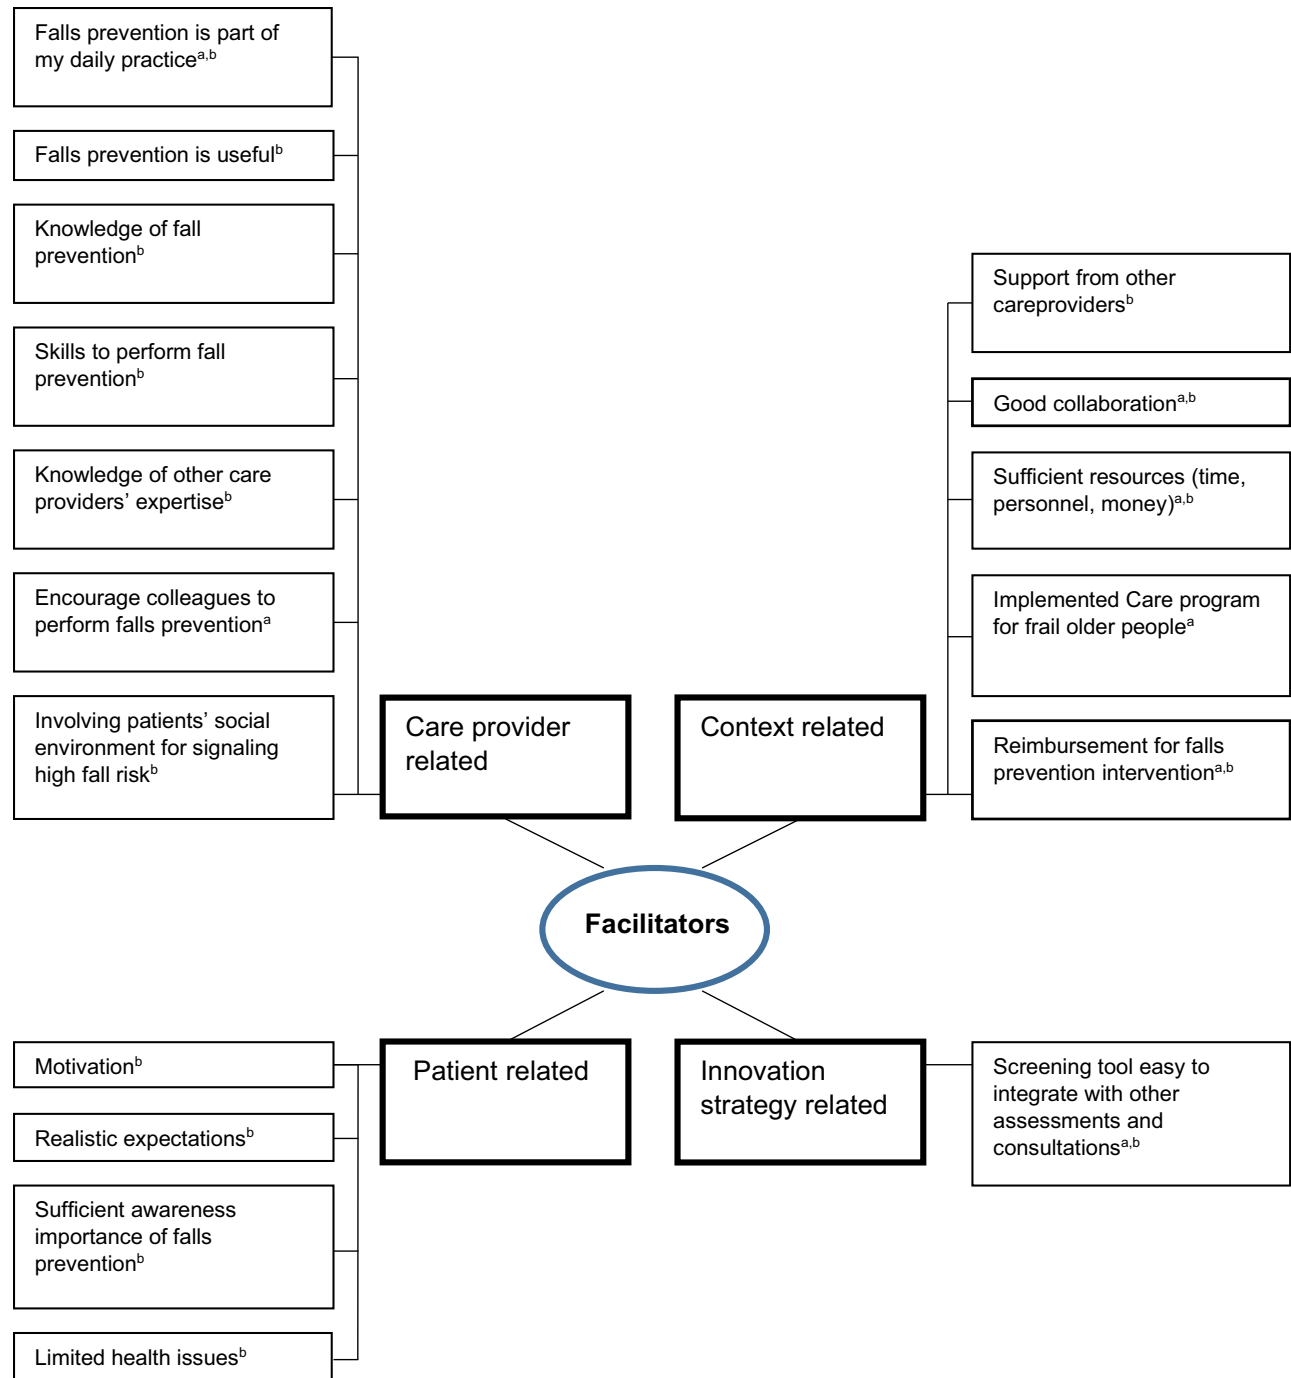 Falls prevention is part of
my daily practiceᵃ,ᵇ
Falls prevention is usefulᵇ
Knowledge of fall
preventionᵇ
Skills to perform fall
preventionᵇ
Knowledge of other care
providers’ expertiseᵇ
Encourage colleagues to
perform falls preventionᵃ
Involving patients’ social
environment for signaling
high fall riskᵇ
Care provider
related
Context related
Support from other
careprovidersᵇ
Good collaborationᵃ,ᵇ
Sufficient resources (time,
personnel, money)ᵃ,ᵇ
Implemented Care program
for frail older peopleᵃ
Reimbursement for falls
prevention interventionᵃ,ᵇ
Facilitators
Patient related
Innovation
strategy related
Motivationᵇ
Realistic expectationsᵇ
Sufficient awareness
importance of falls
preventionᵇ
Limited health issuesᵇ
Screening tool easy to
integrate with other
assessments and
consultationsᵃ,ᵇ